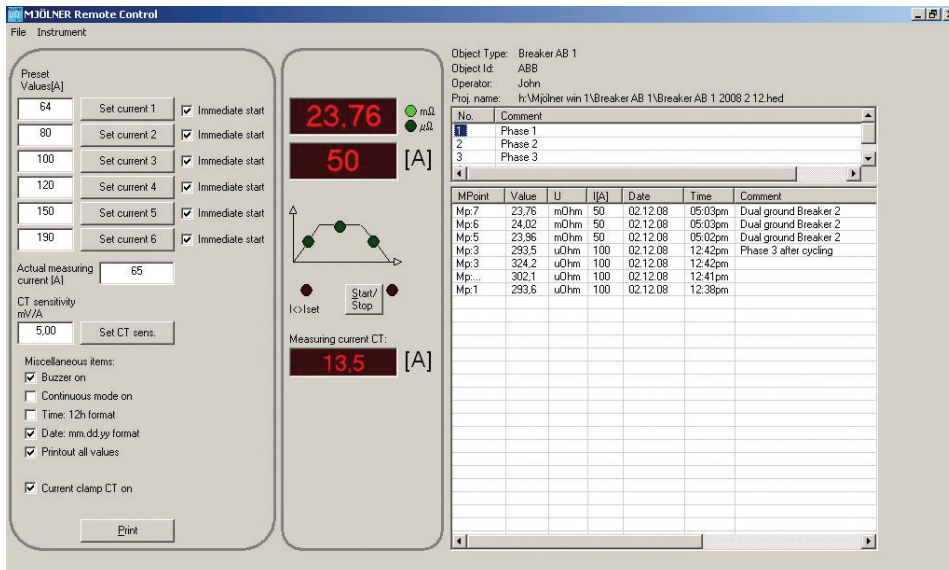 MJÖLNER Remote Control
File Instrument
Preset
Values[A]
64 Set current 1 Immediate start
80 Set current 2 Immediate start
100 Set current 3 Immediate start
120 Set current 4 Immediate start
150 Set current 5 Immediate start
190 Set current 6 Immediate start
Actual measuring
current [A]
65
CT sensitivity
mV/A
5,00 Set CT sens.
Miscellaneous items:
Buzzer on
Continuous mode on
Time: 12h format
Date: mm.dd.yy format
Printout all values
Current clamp CT on
Print
23,76 mΩ
µΩ
50 [A]
I<>Iset
Start/
Stop
Measuring current CT:
13,5 [A]
Object Type: Breaker AB 1
Object Id: ABB
Operator: John
Proj. name: h:\Mjölner win 1\Breaker AB 1\Breaker AB 1 2008 2 12.hed
No. Comment
1 Phase 1
2 Phase 2
3 Phase 3
MPoint Value U I[A] Date Time Comment
Mp:7 23,76 mOhm 50 02.12.08 05:03pm Dual ground Breaker 2
Mp:6 24,02 mOhm 50 02.12.08 05:03pm Dual ground Breaker 2
Mp:5 23,96 mOhm 50 02.12.08 05:02pm Dual ground Breaker 2
Mp:3 293,5 uOhm 100 02.12.08 12:42pm Phase 3 after cycling
Mp:3 324,2 uOhm 100 02.12.08 12:42pm
Mp:... 302,1 uOhm 100 02.12.08 12:41pm
Mp:1 293,6 uOhm 100 02.12.08 12:38pm